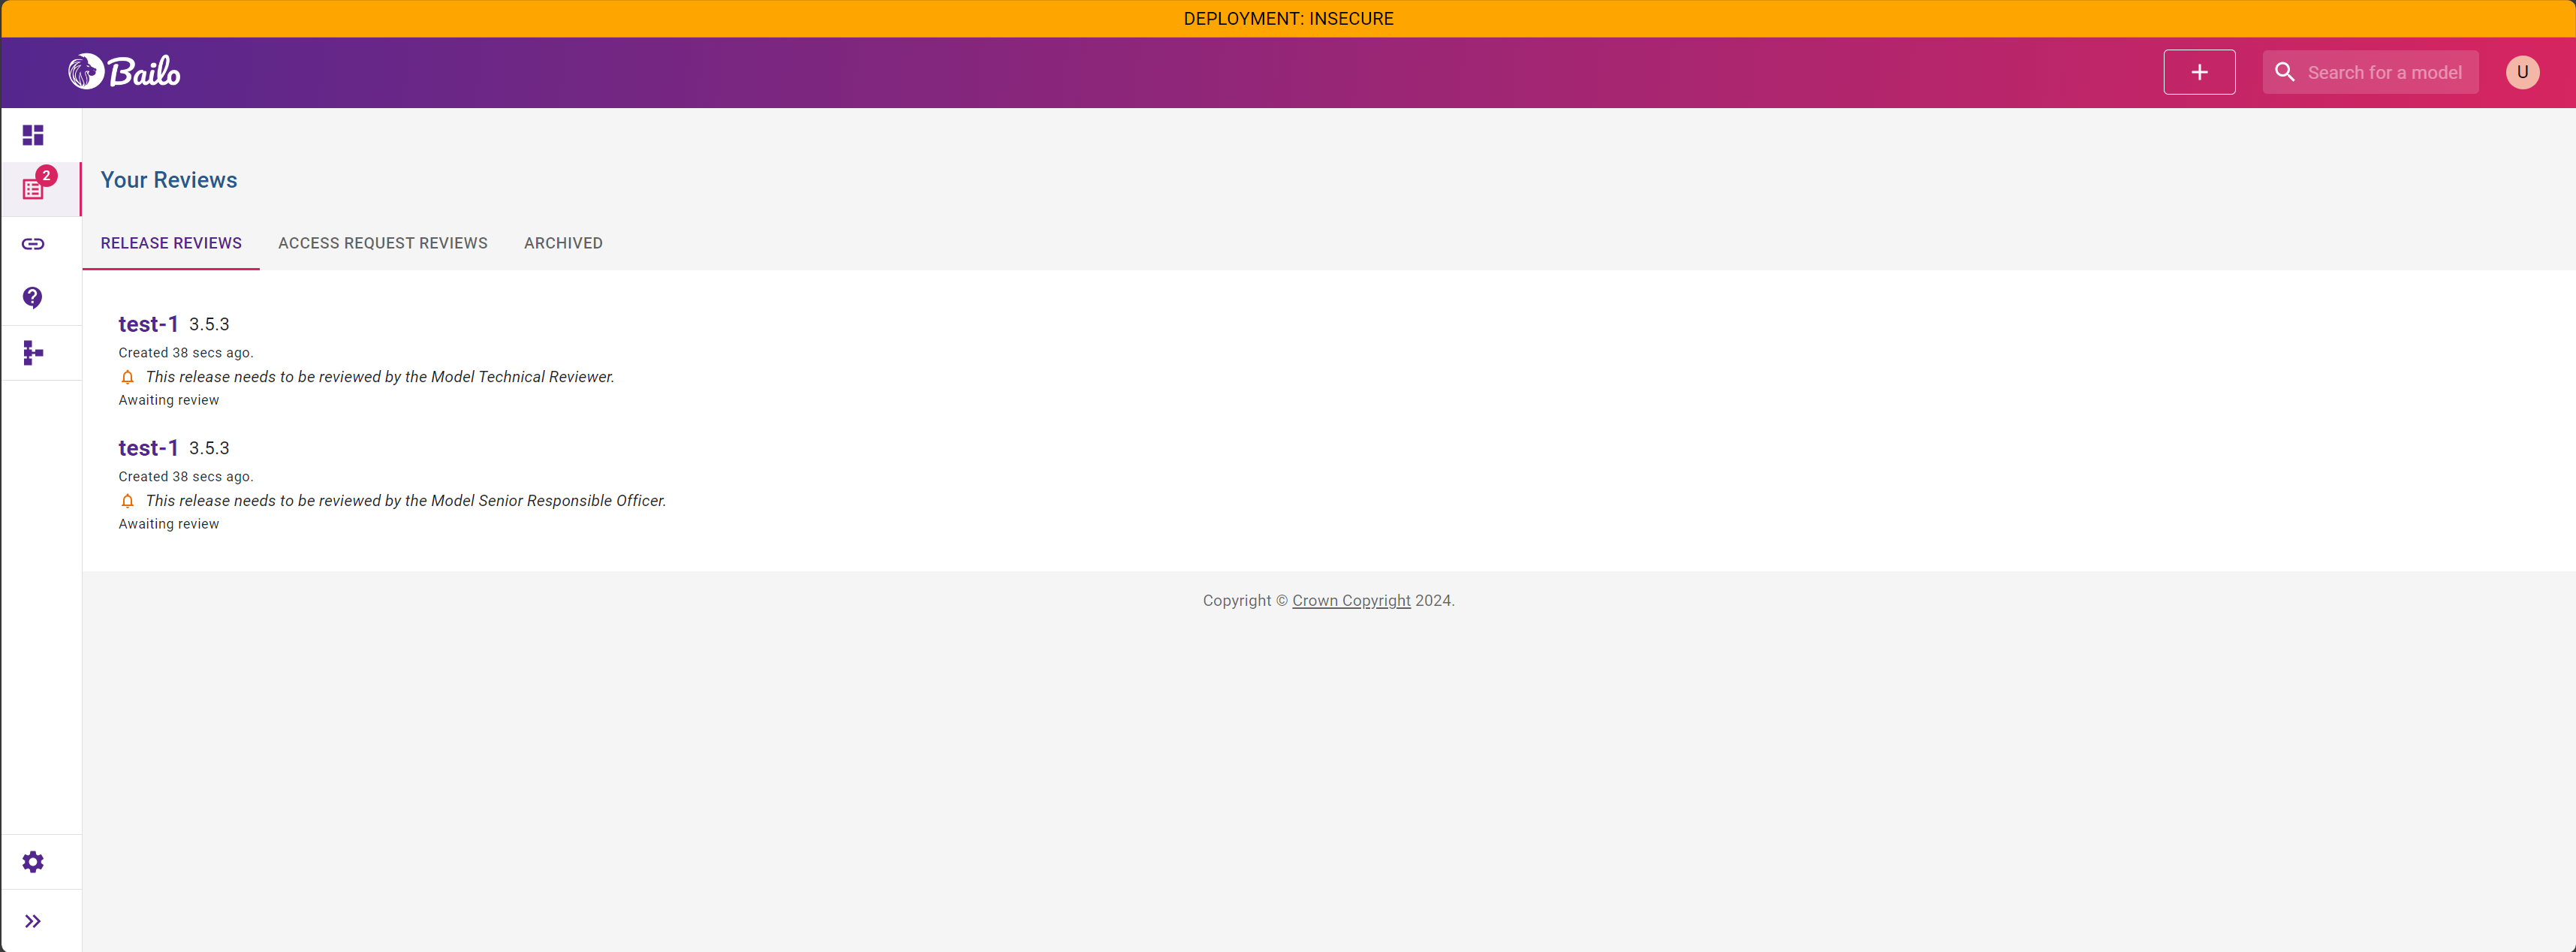 DEPLOYMENT: INSECURE
Bailo
+
Search for a model
U
2
Your Reviews
RELEASE REVIEWS
ACCESS REQUEST REVIEWS
ARCHIVED
test-1 3.5.3
Created 38 secs ago.
This release needs to be reviewed by the Model Technical Reviewer.
Awaiting review
test-1 3.5.3
Created 38 secs ago.
This release needs to be reviewed by the Model Senior Responsible Officer.
Awaiting review
Copyright © Crown Copyright 2024.